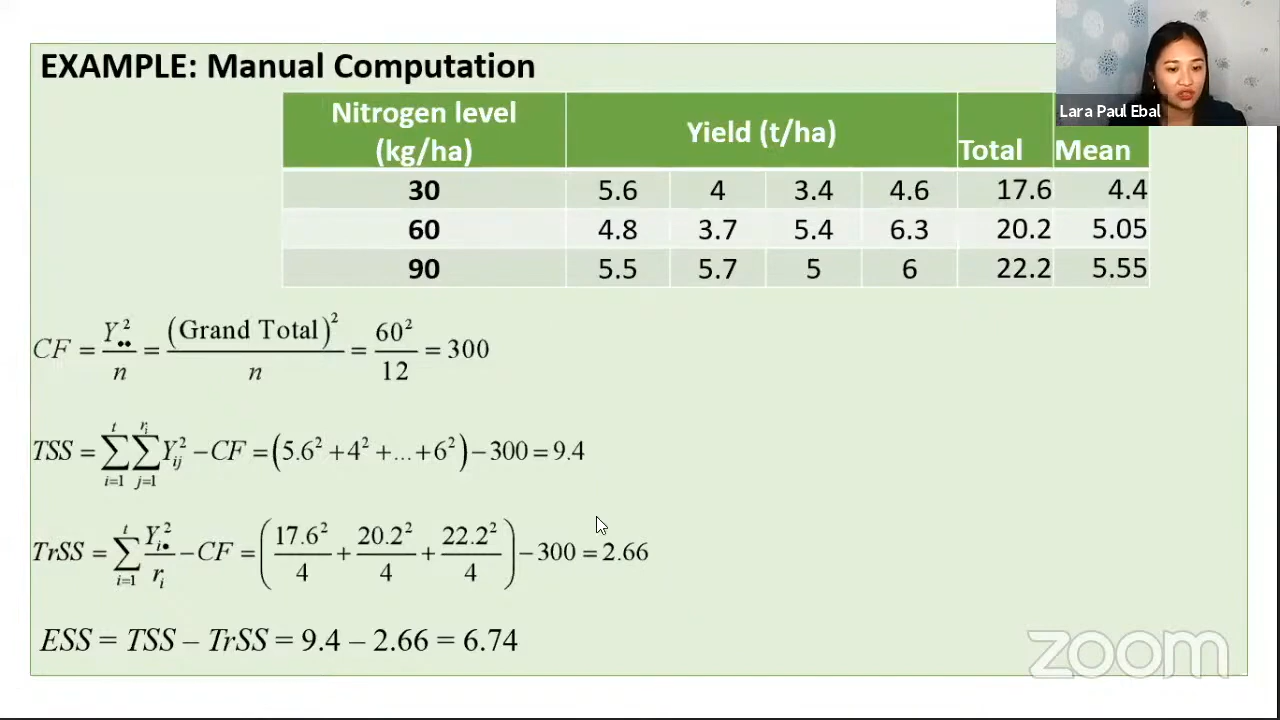 EXAMPLE: Manual Computation
Lara Paul Ebal
Nitrogen level (kg/ha) Yield (t/ha) Total Mean
30 5.6 4 3.4 4.6 17.6 4.4
60 4.8 3.7 5.4 6.3 20.2 5.05
90 5.5 5.7 5 6 22.2 5.55
CF = Y••² / n = (Grand Total)² / n = 60² / 12 = 300
TSS = ∑_{i=1}^{t} ∑_{j=1}^{r_i} Y_{ij}² − CF = (5.6² + 4² + ... + 6²) − 300 = 9.4
TrSS = ∑_{i=1}^{t} Y_{i•}² / r_i − CF = (17.6² / 4 + 20.2² / 4 + 22.2² / 4) − 300 = 2.66
ESS = TSS − TrSS = 9.4 − 2.66 = 6.74
zoom